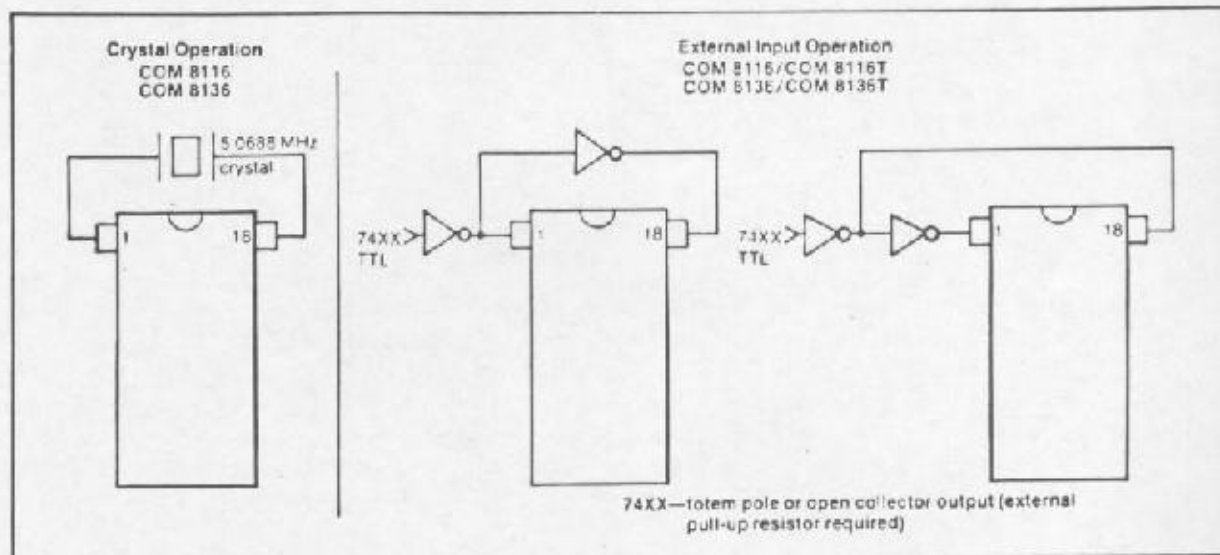 Crystal Operation
COM 8116
COM 8136
5.0688 MHz
crystal
1
18
External Input Operation
COM 8116/COM 8116T
COM 8136/COM 8136T
74XX
TTL
1
18
74XX
TTL
1
18
74XX—totem pole or open collector output (external
pull-up resistor required)